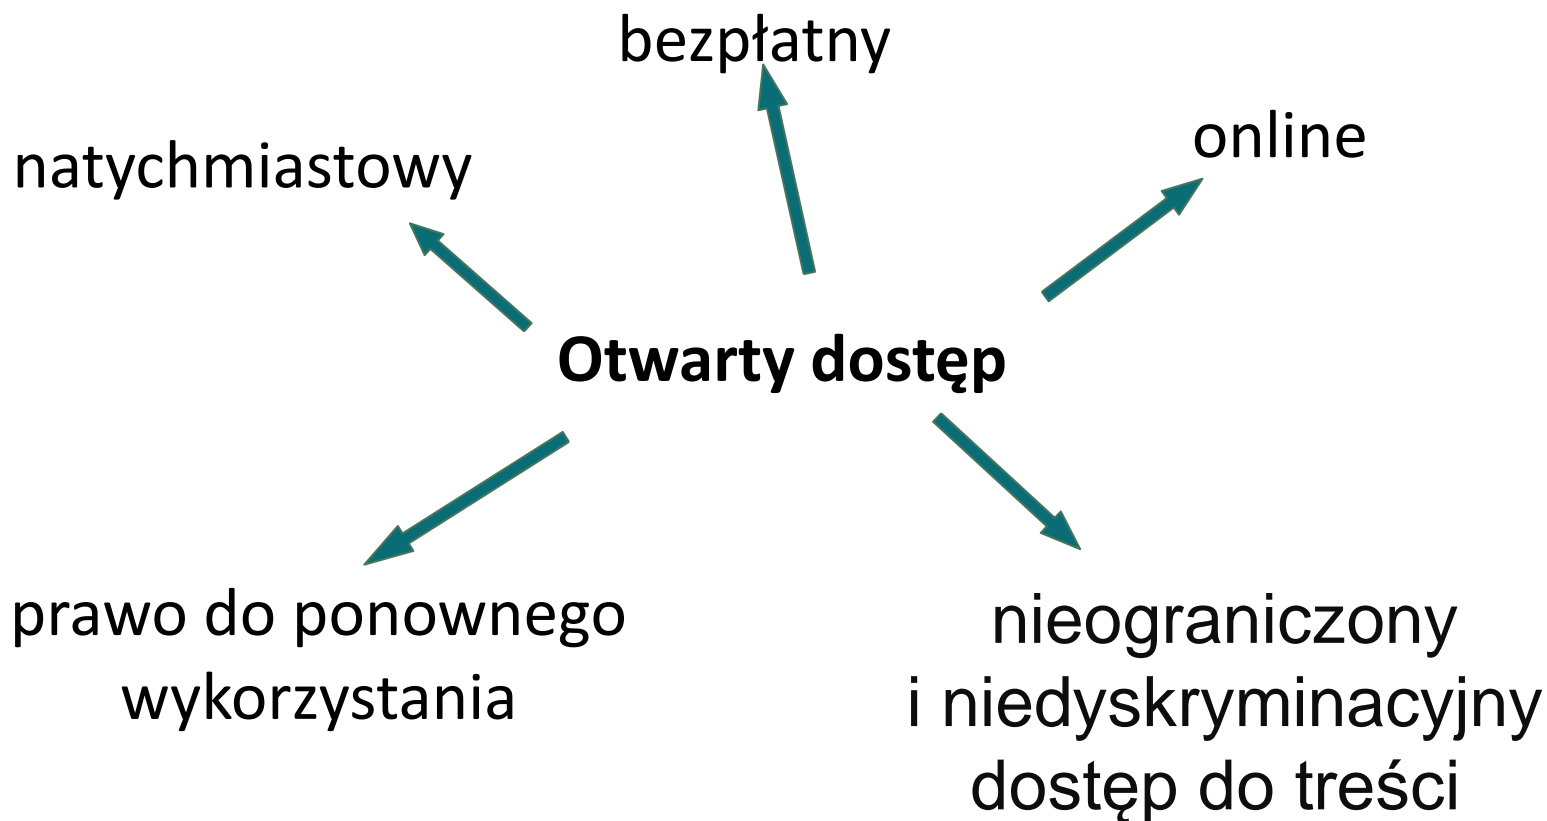 bezpłatny
online
natychmiastowy
Otwarty dostęp
prawo do ponownego
wykorzystania
nieograniczony
i niedyskryminacyjny
dostęp do treści